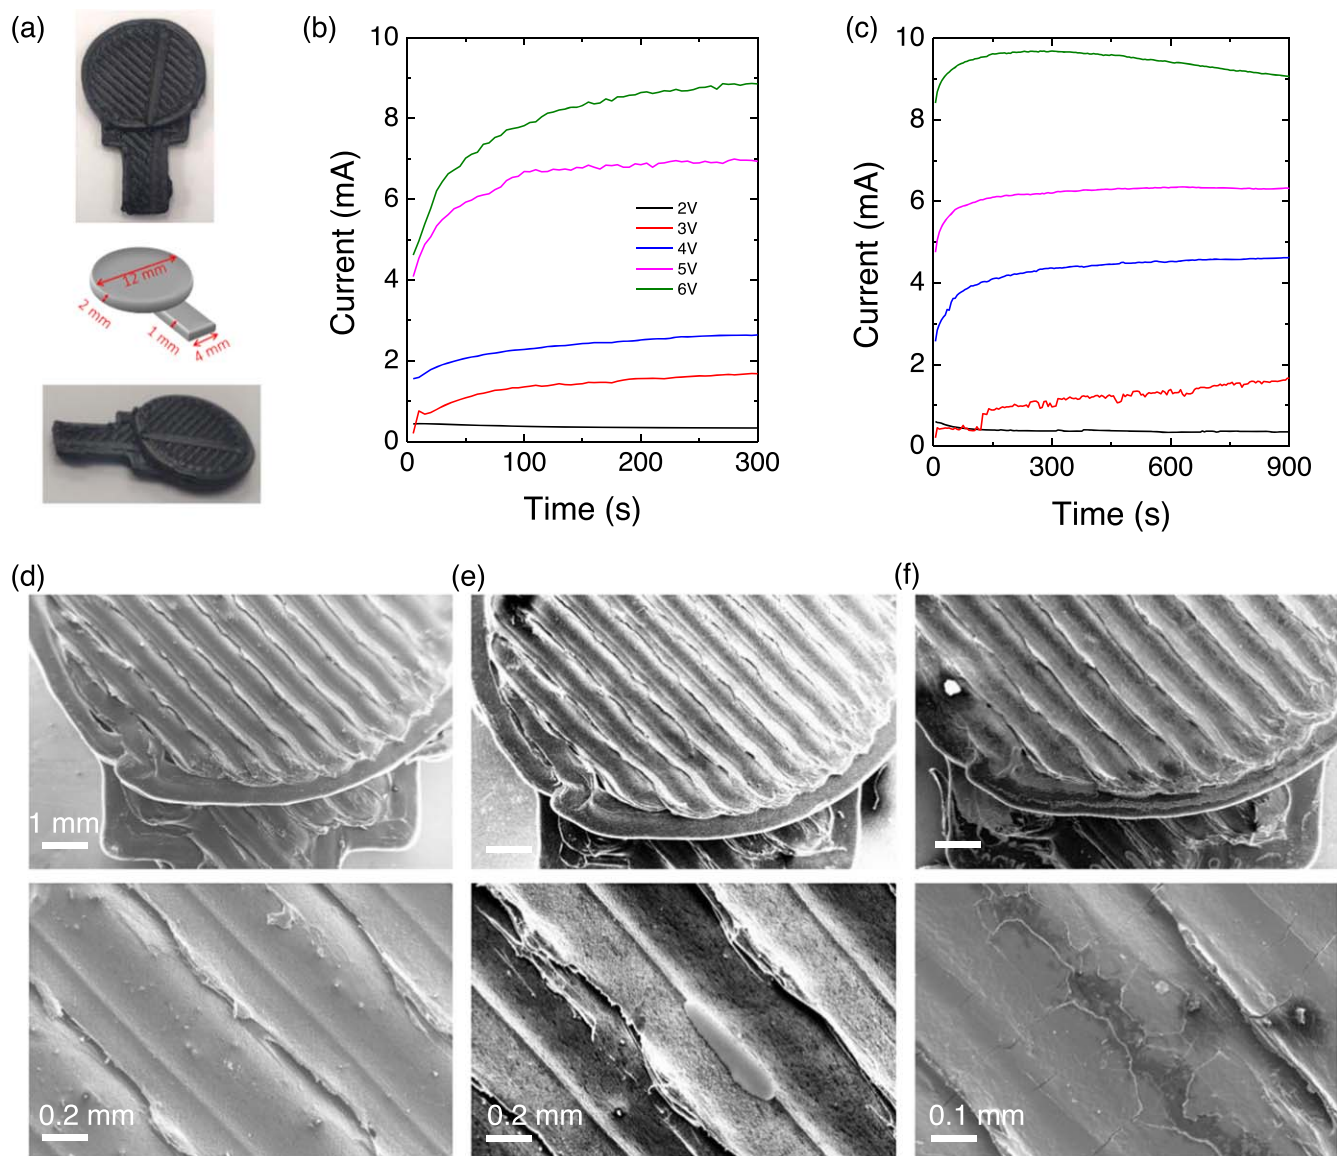 (a)
12 mm
2 mm
1 mm
4 mm
(b)
10
8
6
4
2
0
Current (mA)
2V
3V
4V
5V
6V
0
100
200
300
Time (s)
(c)
10
8
6
4
2
0
Current (mA)
0
300
600
900
Time (s)
(d)
1 mm
0.2 mm
(e)
0.2 mm
(f)
0.1 mm